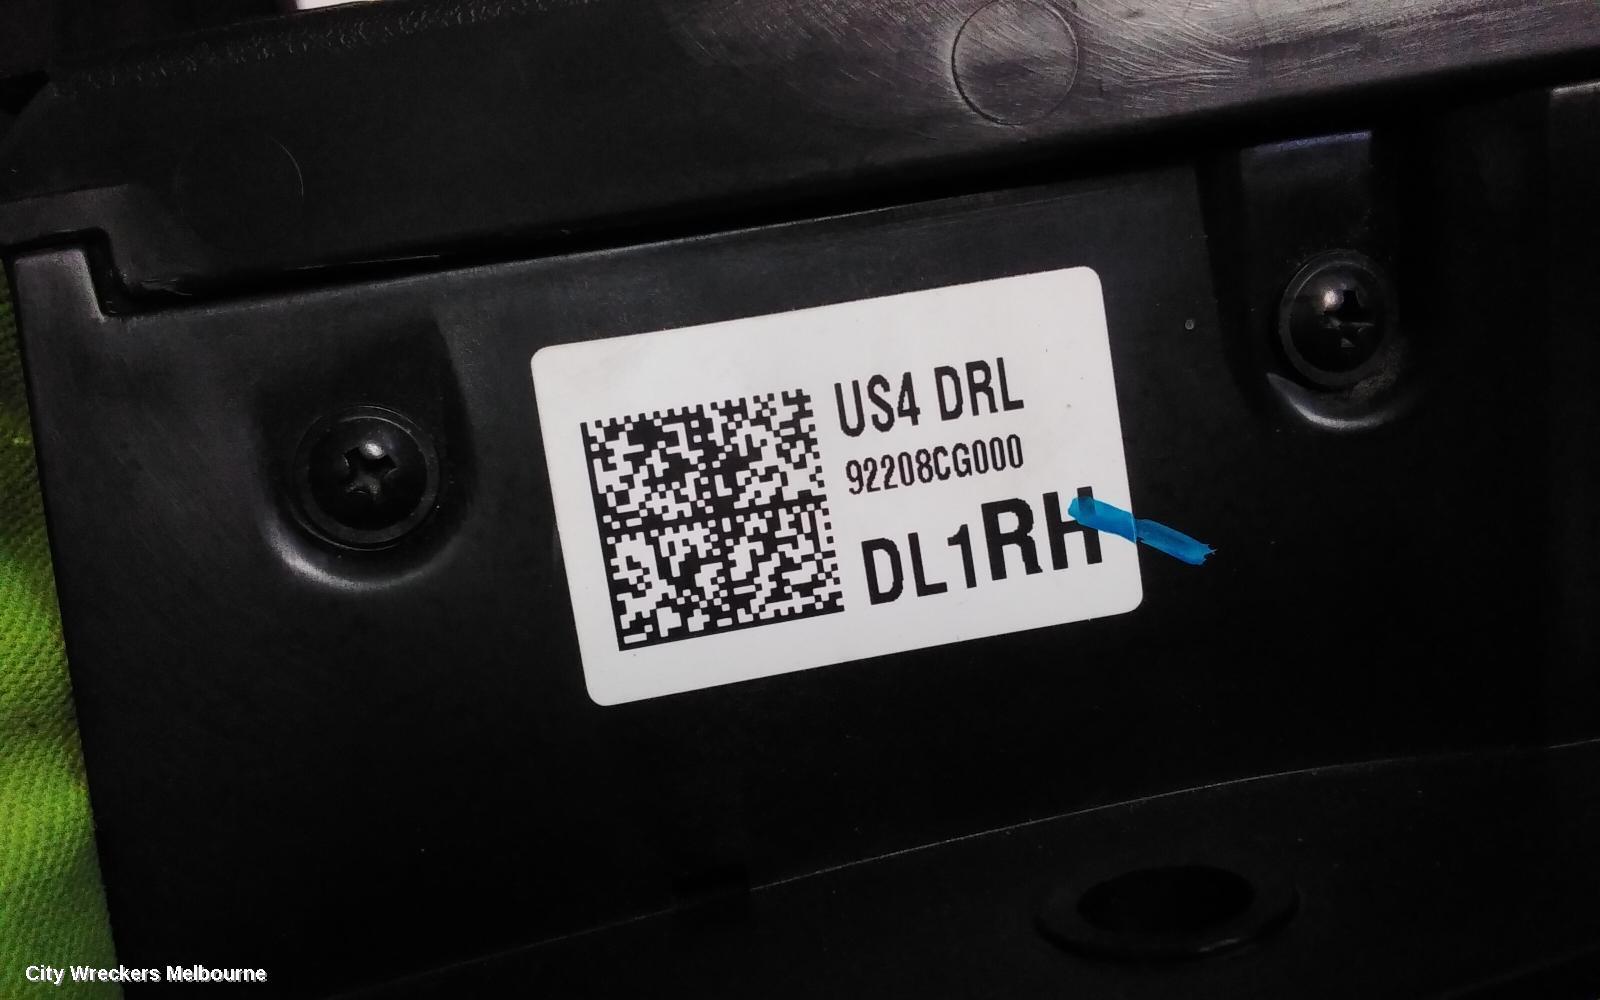 US4 DRL
92208CG000
DL1RH
City Wreckers Melbourne